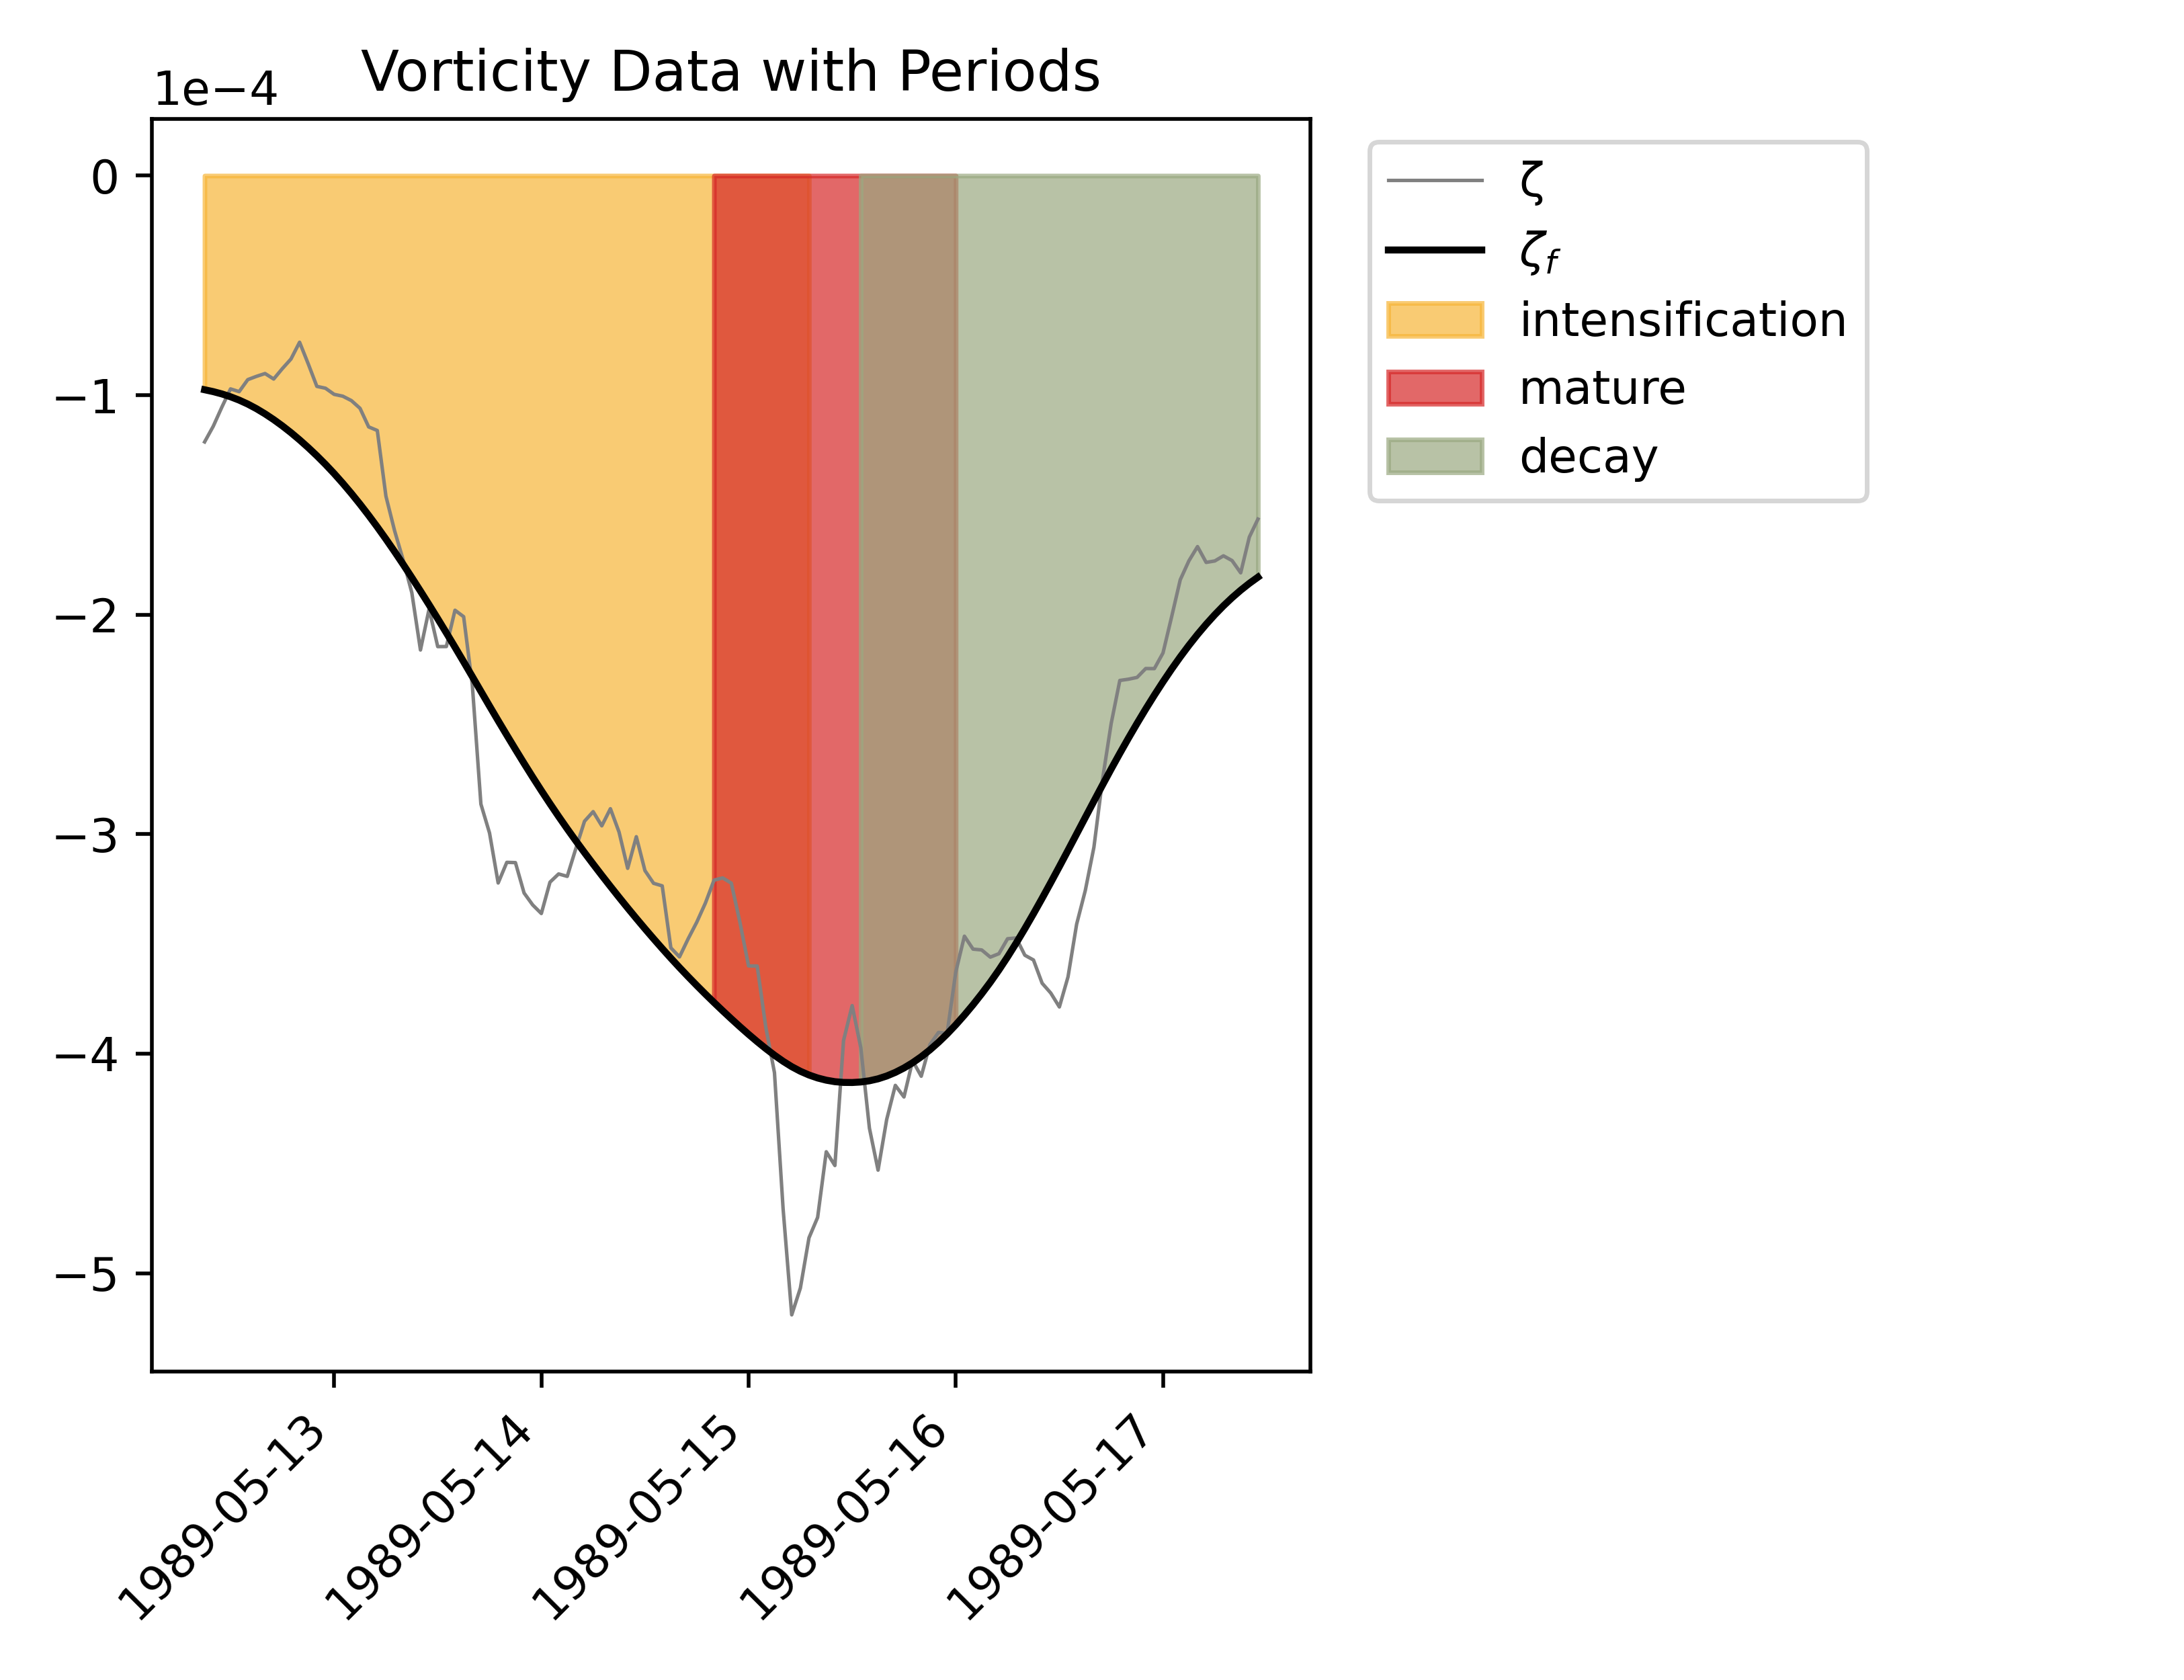 Vorticity Data with Periods
1e−4
0
−1
−2
−3
−4
−5
1989-05-13
1989-05-14
1989-05-15
1989-05-16
1989-05-17
ζ
ζf
intensification
mature
decay